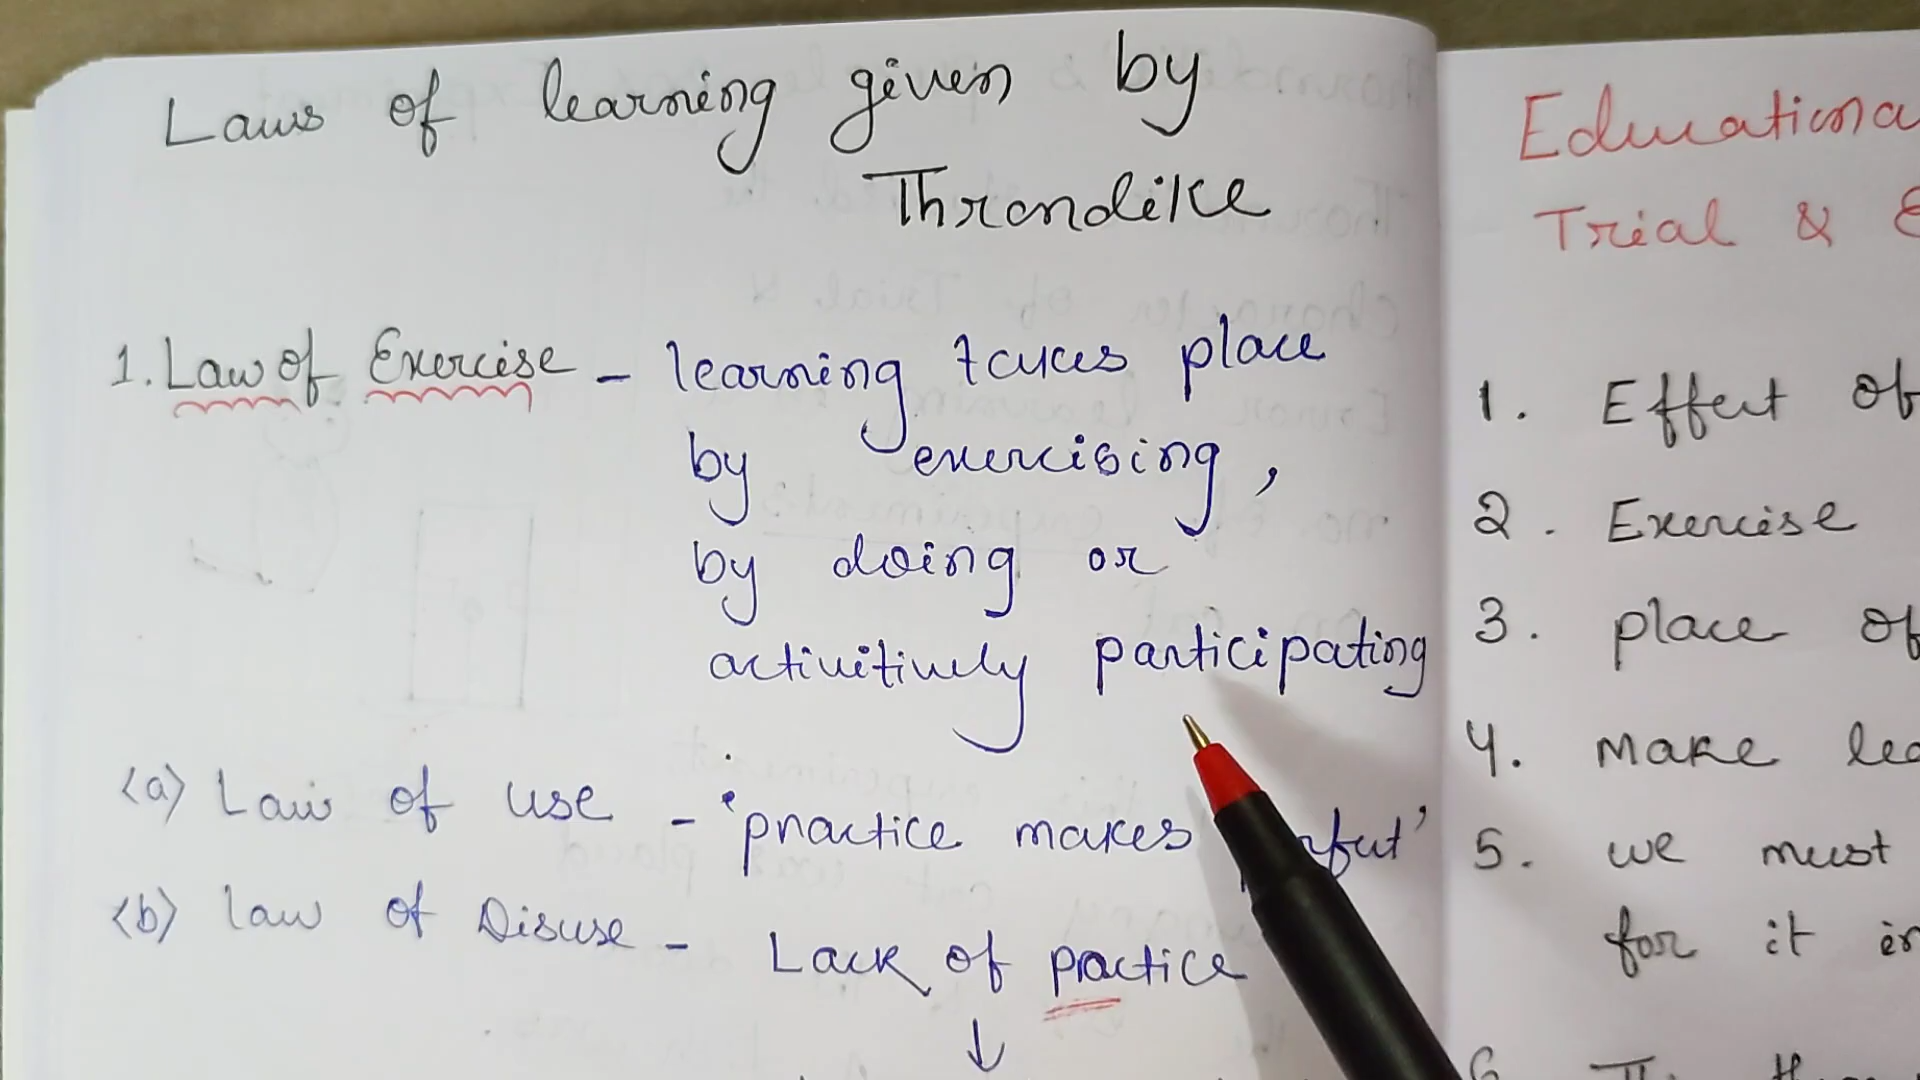 Laws of learning given by
Throndike
1. Law of Exercise - learning takes place
by exercising,
by doing or
activitively participating
(a) Law of use - 'practice makes
(b) law of Disuse - Lack of practice
↓
Educationa
Trial &
1. Effect of
2. Exercise
3. place of
4. Make
5. we must
for it
6.